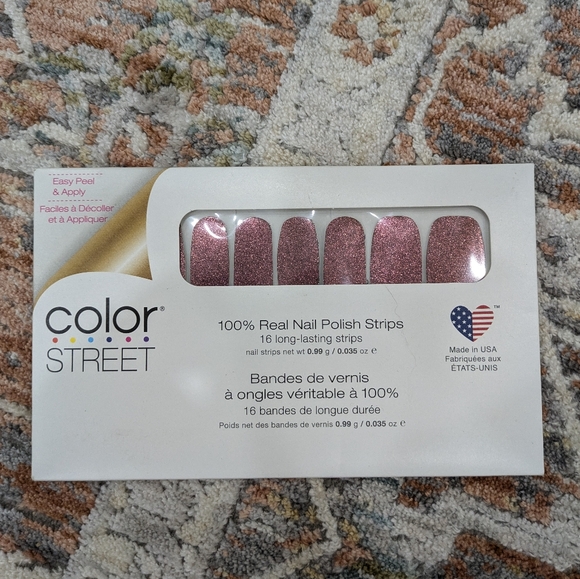 Easy Peel
& Apply
Faciles à Décoller
et à Appliquer
color®
STREET
100% Real Nail Polish Strips
16 long-lasting strips
nail strips net wt 0.99 g / 0.035 oz ℮
Bandes de vernis
à ongles véritable à 100%
16 bandes de longue durée
Poids net des bandes de vernis 0.99 g / 0.035 oz ℮
™
Made in USA
Fabriquées aux
ÉTATS-UNIS